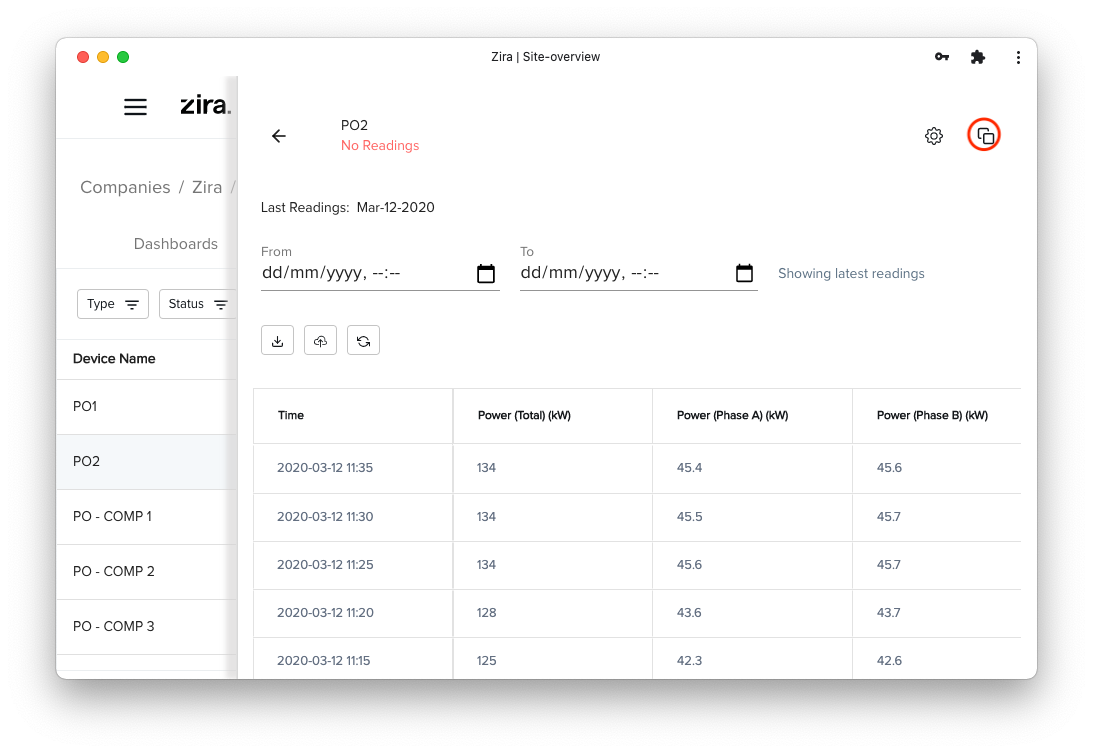 Zira | Site-overview
zira.
Companies / Zira /
Dashboards
Type
Status
Device Name
PO1
PO2
PO - COMP 1
PO - COMP 2
PO - COMP 3
PO2
No Readings
Last Readings: Mar-12-2020
From
dd/mm/yyyy, --:--
To
dd/mm/yyyy, --:--
Showing latest readings
Time Power (Total) (kW) Power (Phase A) (kW) Power (Phase B) (kW)
2020-03-12 11:35 134 45.4 45.6
2020-03-12 11:30 134 45.5 45.7
2020-03-12 11:25 134 45.6 45.7
2020-03-12 11:20 128 43.6 43.7
2020-03-12 11:15 125 42.3 42.6